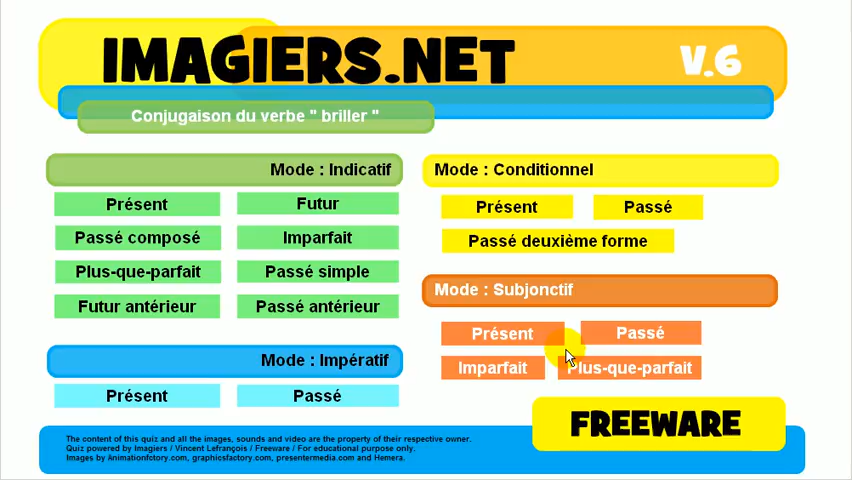 IMAGIERS.NET
V.6
Conjugaison du verbe " briller "
Mode : Indicatif
Présent
Futur
Passé composé
Imparfait
Plus-que-parfait
Passé simple
Futur antérieur
Passé antérieur
Mode : Impératif
Présent
Passé
Mode : Conditionnel
Présent
Passé
Passé deuxième forme
Mode : Subjonctif
Présent
Passé
Imparfait
Plus-que-parfait
FREEWARE
The content of this quiz and all the images, sounds and video are the property of their respective owner.
Quiz powered by Imagiers / Vincent Lefrançois / Freeware / For educational purpose only.
Images by Animationfctory.com, graphicsfactory.com, presentermedia.com and Hemera.